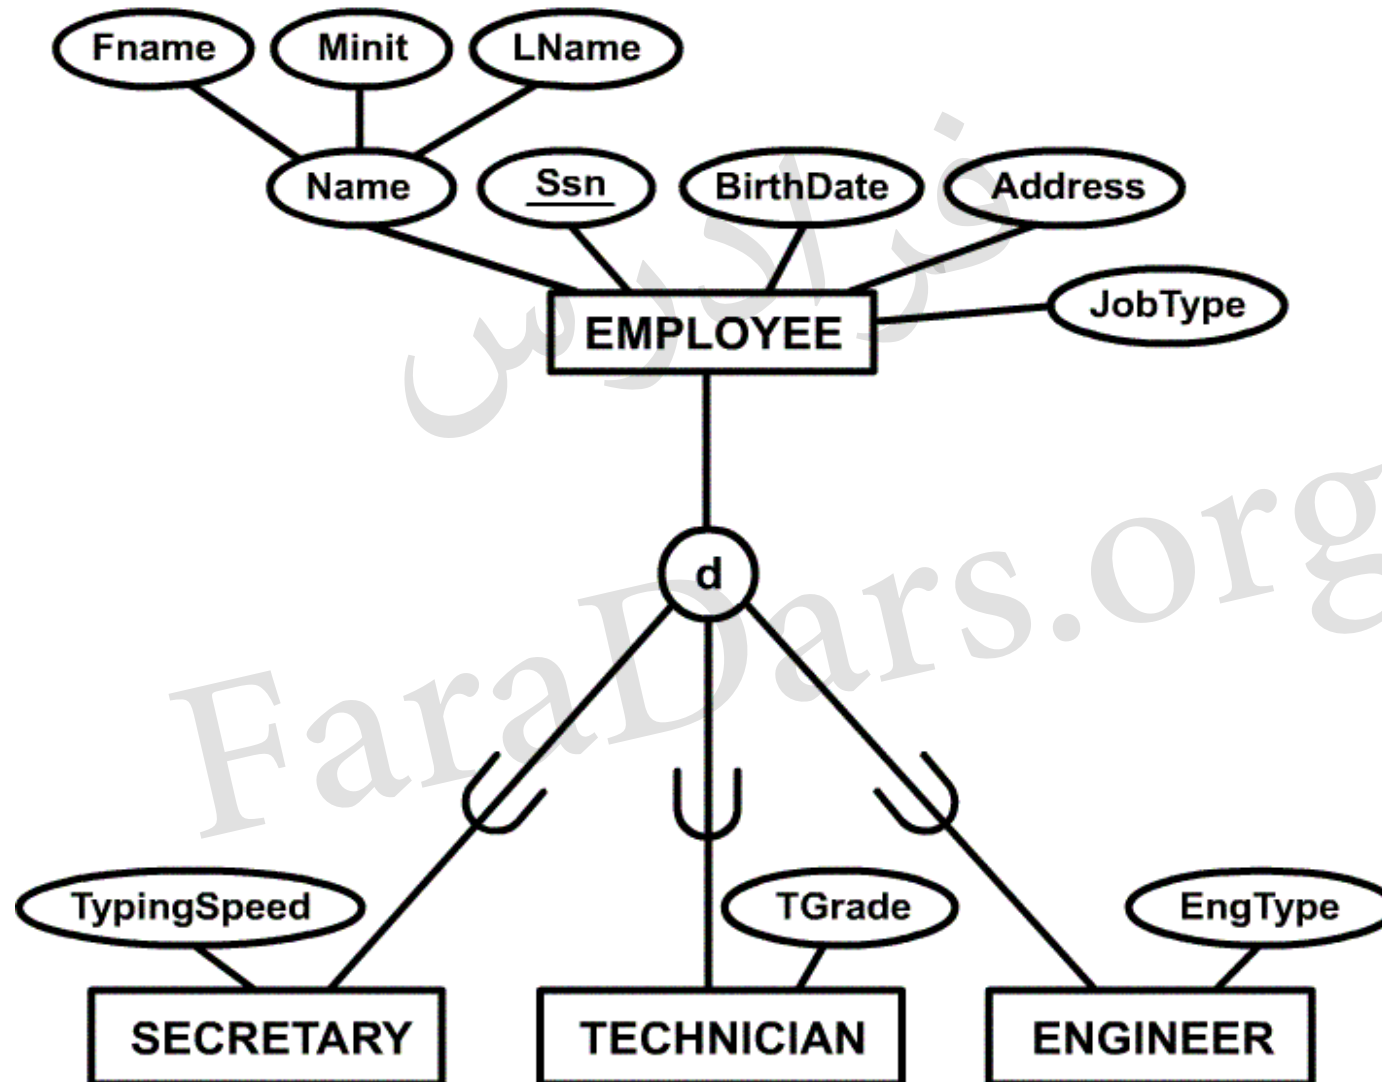 Fname Minit LName
Name Ssn BirthDate Address
JobType
EMPLOYEE
فرادرس
d
FaraDars.org
TypingSpeed TGrade EngType
SECRETARY TECHNICIAN ENGINEER